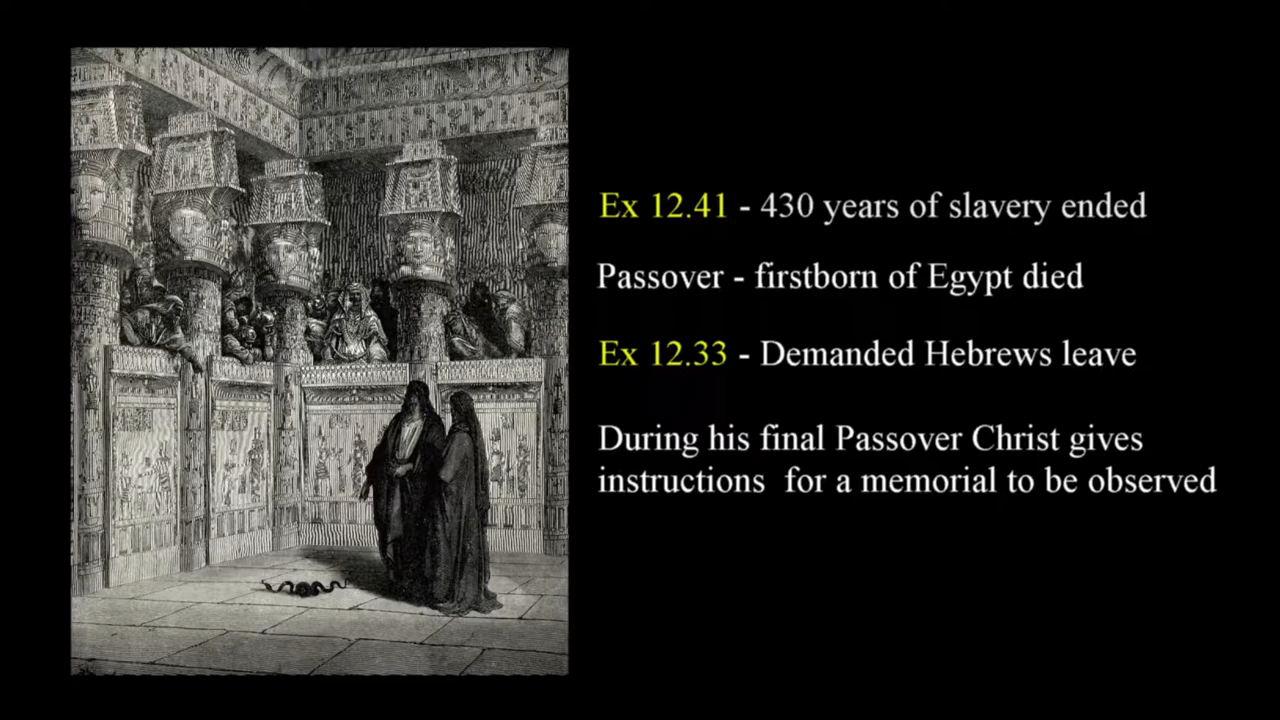 Ex 12.41 - 430 years of slavery ended
Passover - firstborn of Egypt died
Ex 12.33 - Demanded Hebrews leave
During his final Passover Christ gives
instructions for a memorial to be observed